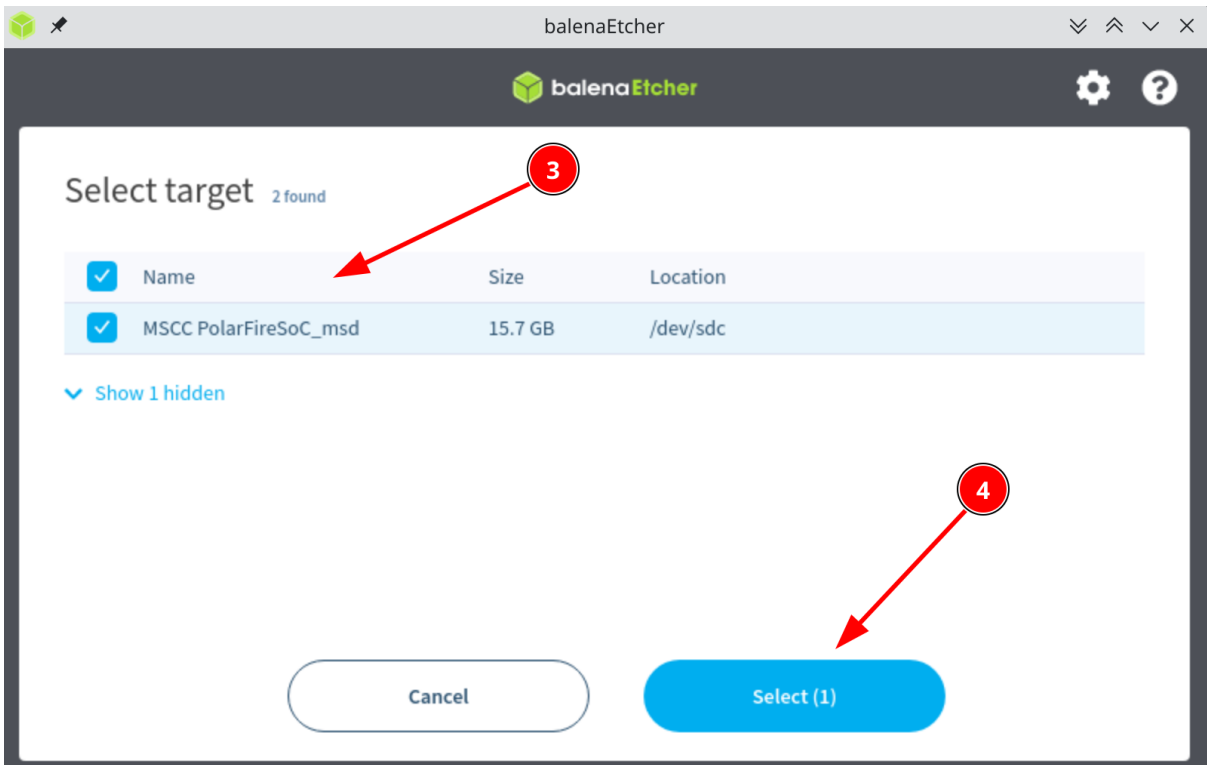 balenaEtcher
balenaEtcher
3
Select target 2 found
Name Size Location
MSCC PolarFireSoC_msd 15.7 GB /dev/sdc
Show 1 hidden
4
Cancel Select (1)